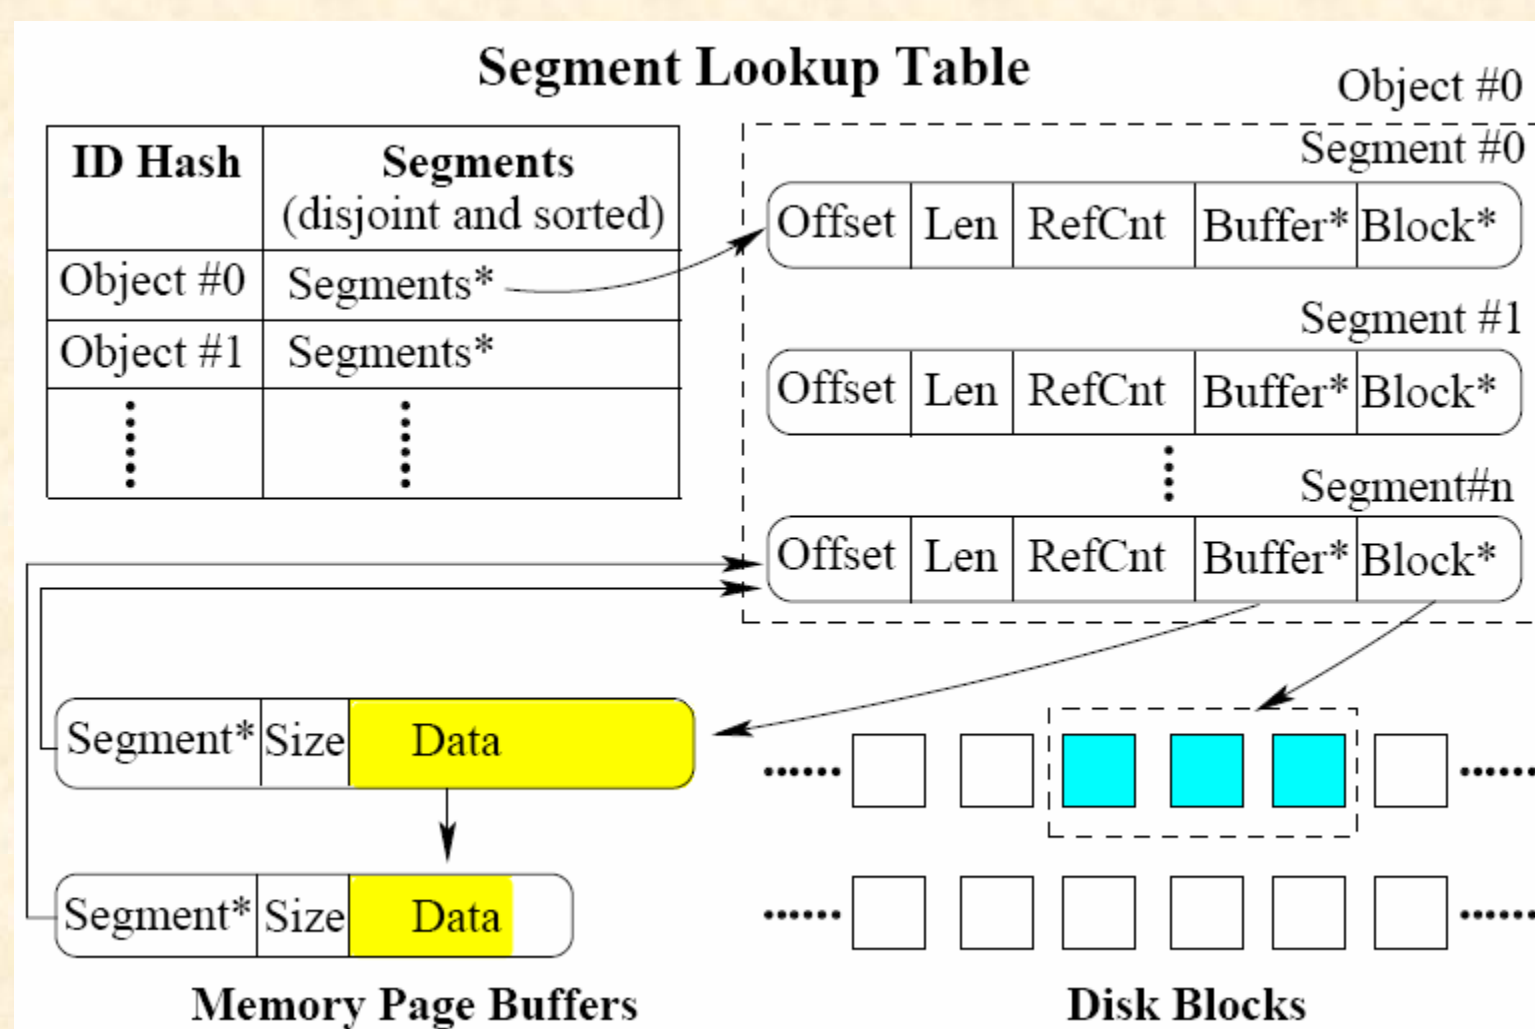 Segment Lookup Table
ID Hash
Segments
(disjoint and sorted)
Object #0
Segments*
Object #1
Segments*
Object #0
Segment #0
Offset Len RefCnt Buffer* Block*
Segment #1
Offset Len RefCnt Buffer* Block*
Segment#n
Offset Len RefCnt Buffer* Block*
Segment* Size Data
Segment* Size Data
Memory Page Buffers
Disk Blocks